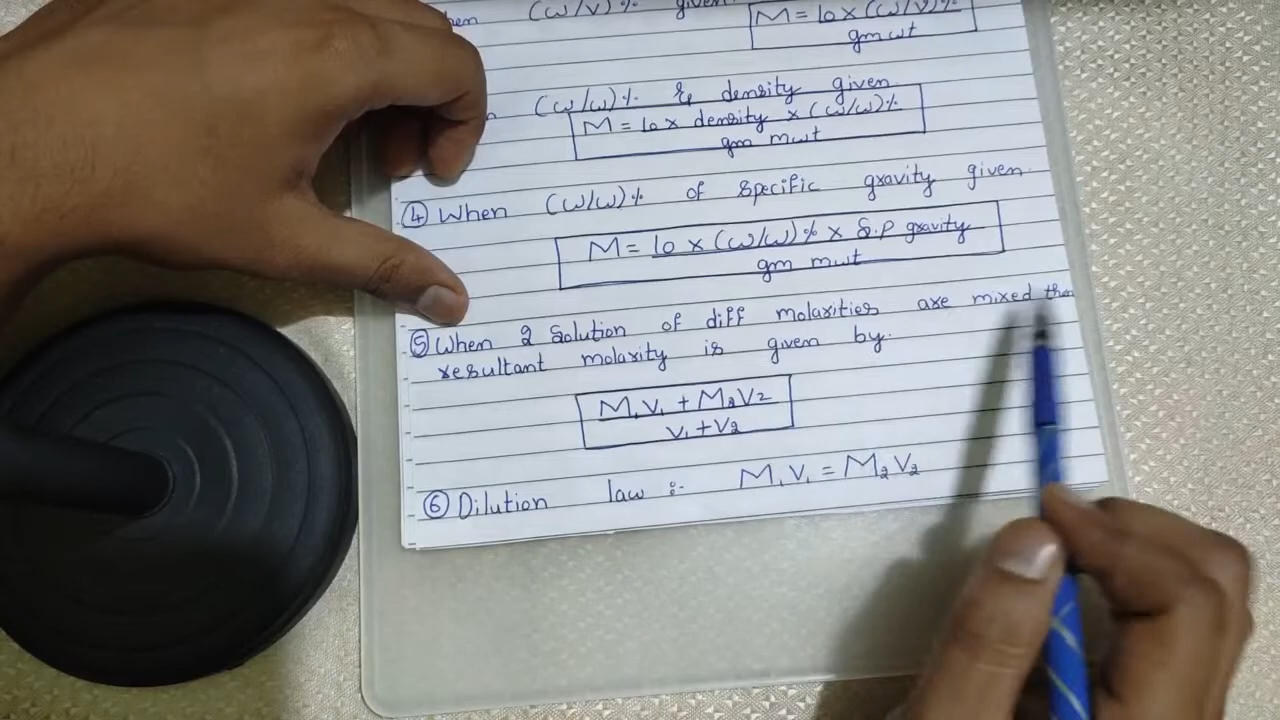 (w/v)% given
M = 10 x (w/v)%
gm wt
(w/w)% & density given
M = 10 x density x (w/w)%
gm mwt
④ When (w/w)% of specific gravity given
M = 10 x (w/w)% x S.P gravity
gm mwt
⑤ When 2 Solution of diff molarities are mixed then
resultant molarity is given by.
M₁V₁ + M₂V2
V₁ + V₂
⑥ Dilution law :- M₁V₁ = M₂V₂